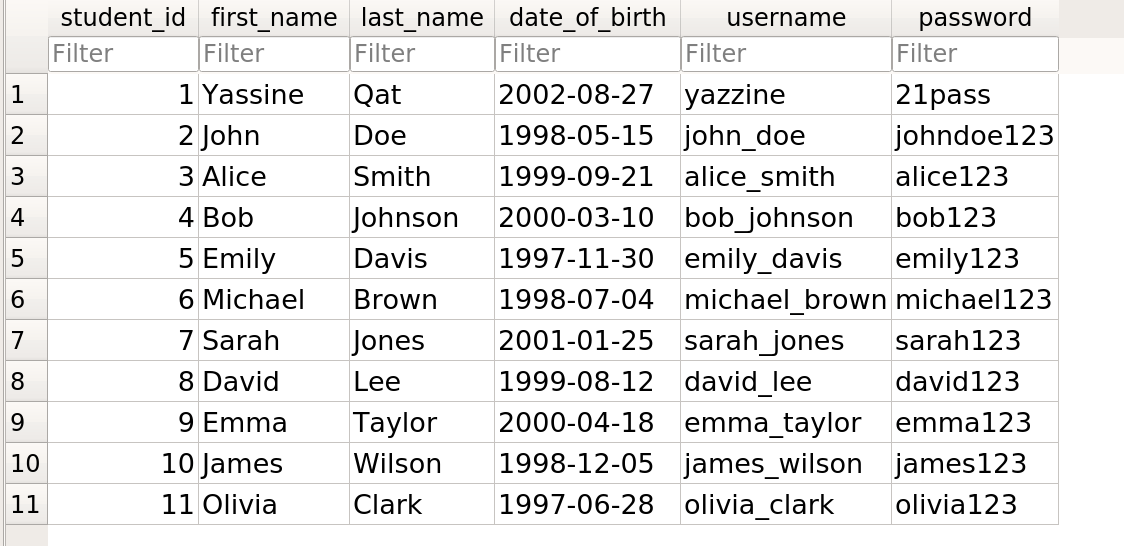 student_id first_name last_name date_of_birth username password
Filter Filter Filter Filter Filter Filter
1 1 Yassine Qat 2002-08-27 yazzine 21pass
2 2 John Doe 1998-05-15 john_doe johndoe123
3 3 Alice Smith 1999-09-21 alice_smith alice123
4 4 Bob Johnson 2000-03-10 bob_johnson bob123
5 5 Emily Davis 1997-11-30 emily_davis emily123
6 6 Michael Brown 1998-07-04 michael_brown michael123
7 7 Sarah Jones 2001-01-25 sarah_jones sarah123
8 8 David Lee 1999-08-12 david_lee david123
9 9 Emma Taylor 2000-04-18 emma_taylor emma123
10 10 James Wilson 1998-12-05 james_wilson james123
11 11 Olivia Clark 1997-06-28 olivia_clark olivia123